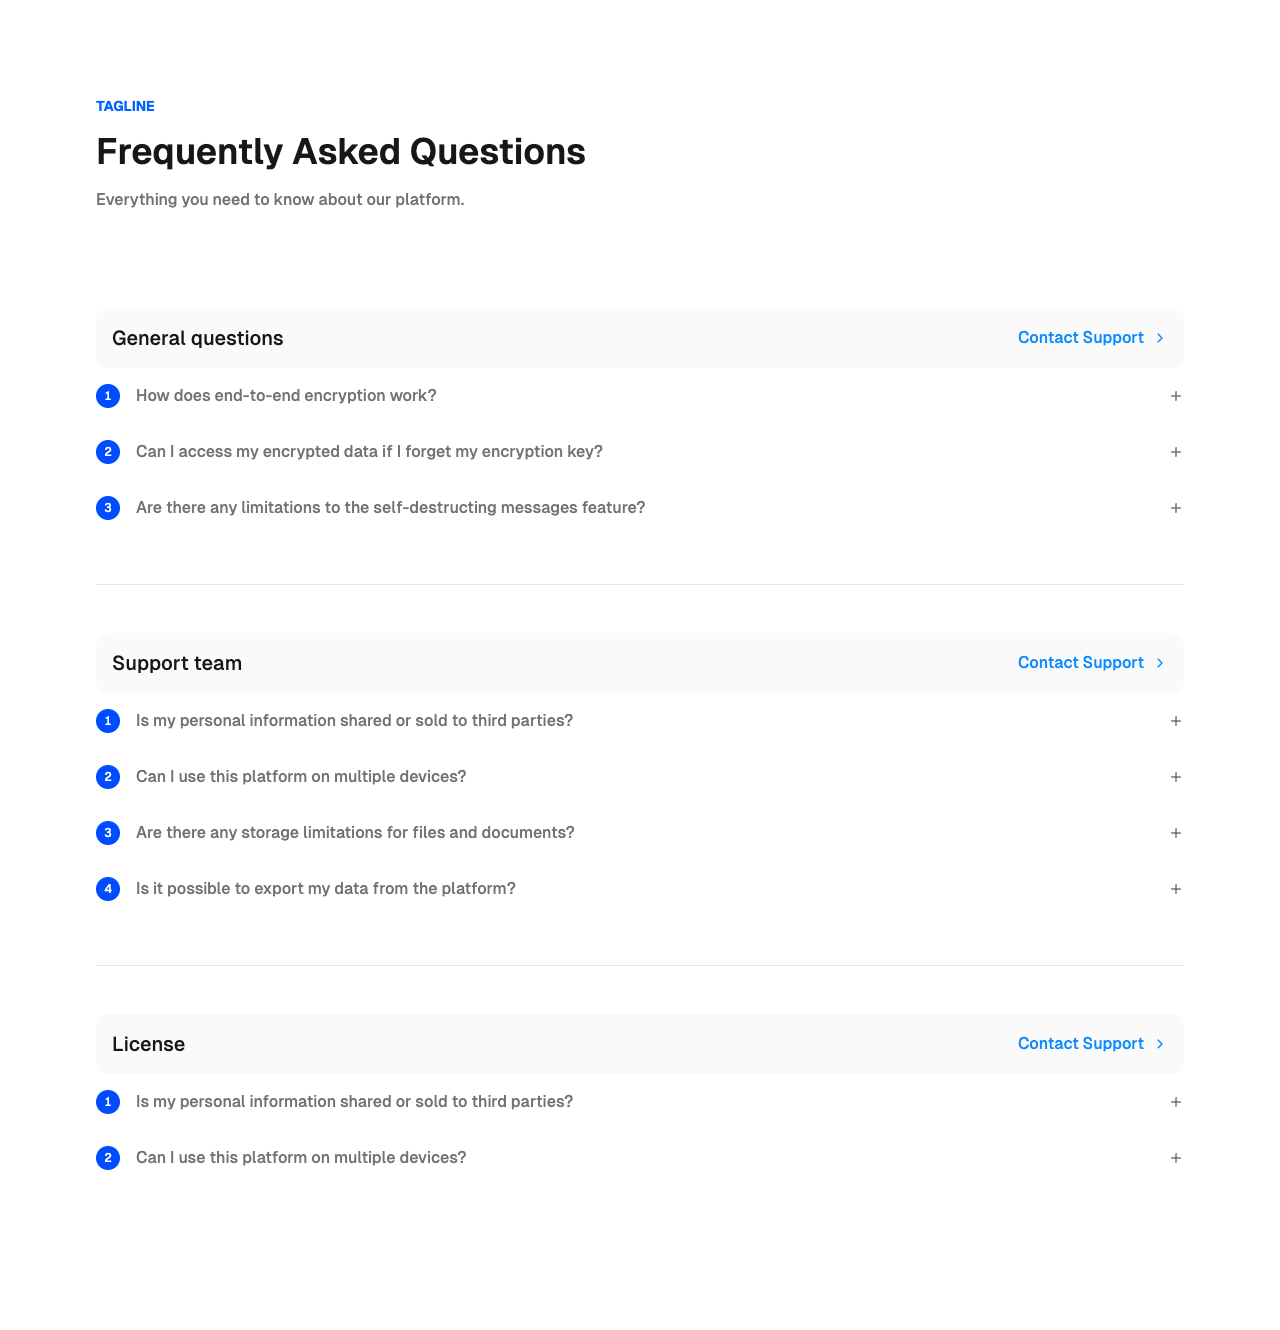 TAGLINE
Frequently Asked Questions
Everything you need to know about our platform.
General questions Contact Support
1 How does end-to-end encryption work?
2 Can I access my encrypted data if I forget my encryption key?
3 Are there any limitations to the self-destructing messages feature?
Support team Contact Support
1 Is my personal information shared or sold to third parties?
2 Can I use this platform on multiple devices?
3 Are there any storage limitations for files and documents?
4 Is it possible to export my data from the platform?
License Contact Support
1 Is my personal information shared or sold to third parties?
2 Can I use this platform on multiple devices?